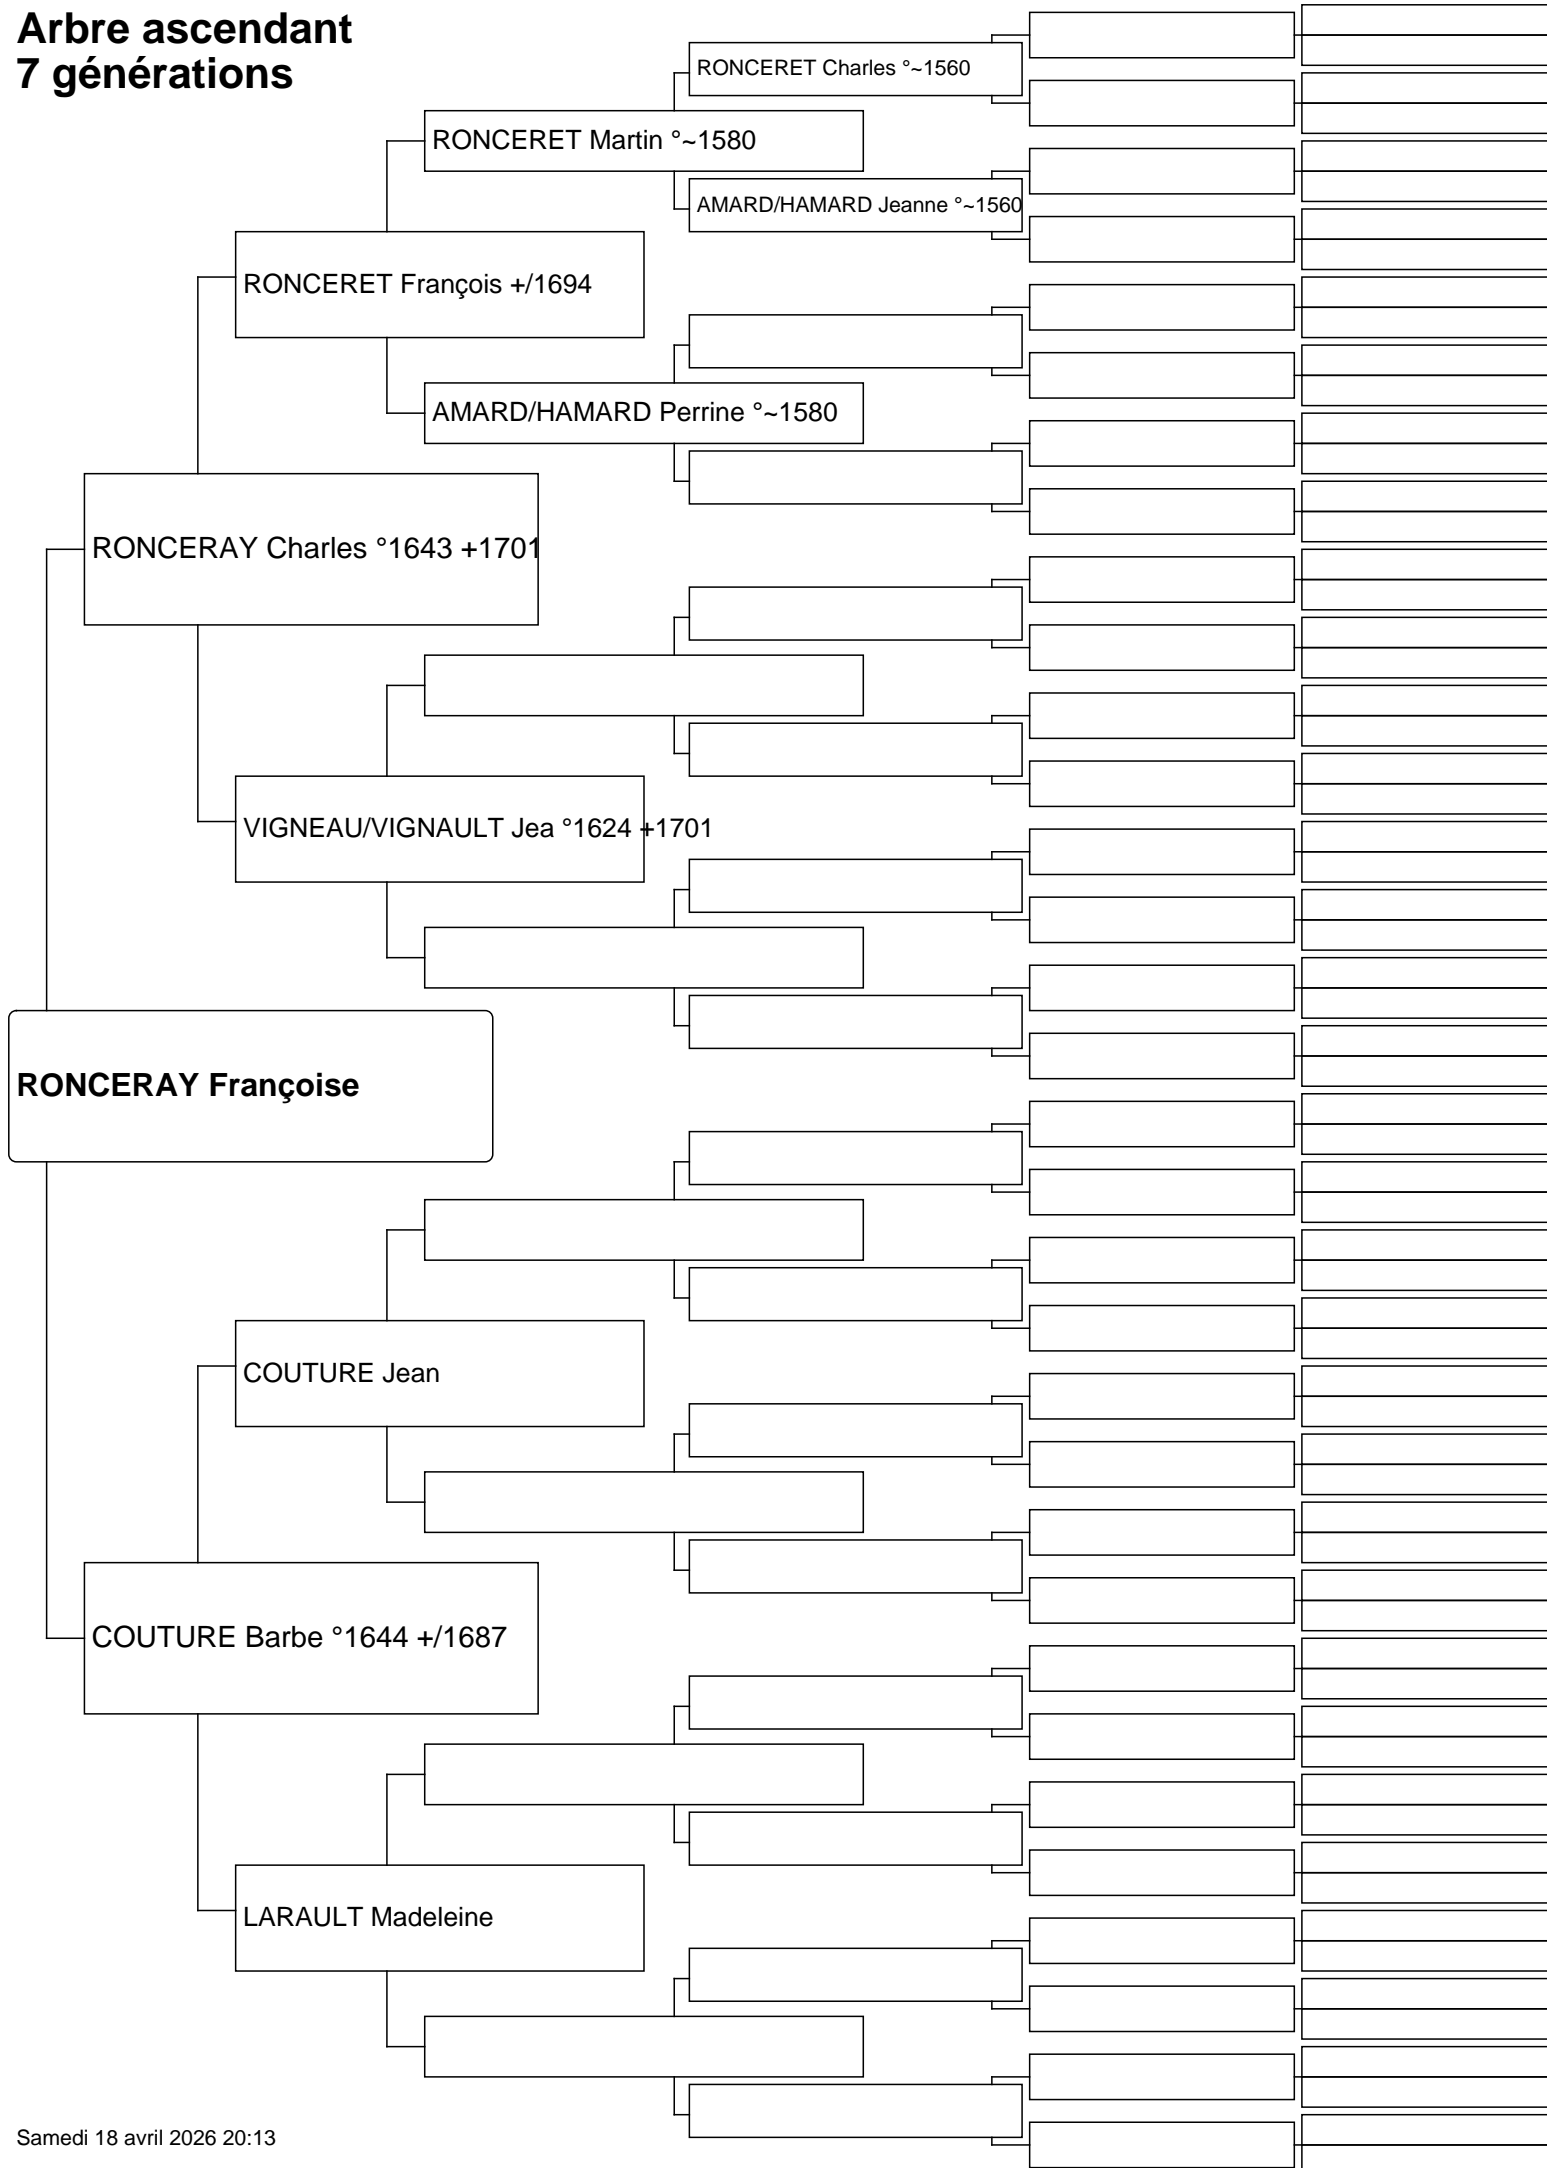 Arbre ascendant
7 générations
RONCERET Charles °~1560
RONCERET Martin °~1580
AMARD/HAMARD Jeanne °~1560
RONCERET François +/1694
AMARD/HAMARD Perrine °~1580
RONCERAY Charles °1643 +1701
VIGNEAU/VIGNAULT Jea °1624 +1701
RONCERAY Françoise
COUTURE Jean
COUTURE Barbe °1644 +/1687
LARAULT Madeleine
Samedi 18 avril 2026 20:13